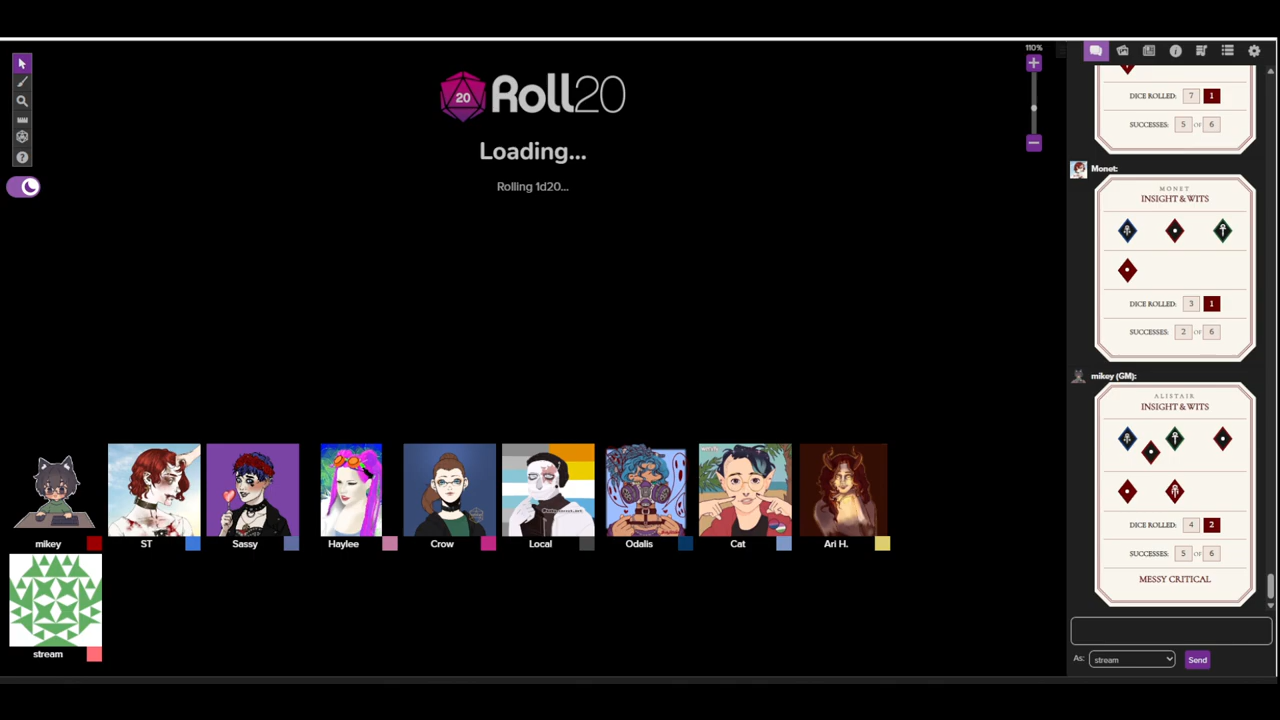 110%
20 Roll20
Loading...
Rolling 1d20...
DICE ROLLED: 7 1
SUCCESSES: 5 OF 6
Monet:
MONET
INSIGHT & WITS
DICE ROLLED: 3 1
SUCCESSES: 2 OF 6
mikey (GM):
ALISTAIR
INSIGHT & WITS
DICE ROLLED: 4 2
SUCCESSES: 5 OF 6
MESSY CRITICAL
mikey
ST
Sassy
Haylee
Crow
Local
Odalis
Cat
Ari H.
stream
As: stream Send